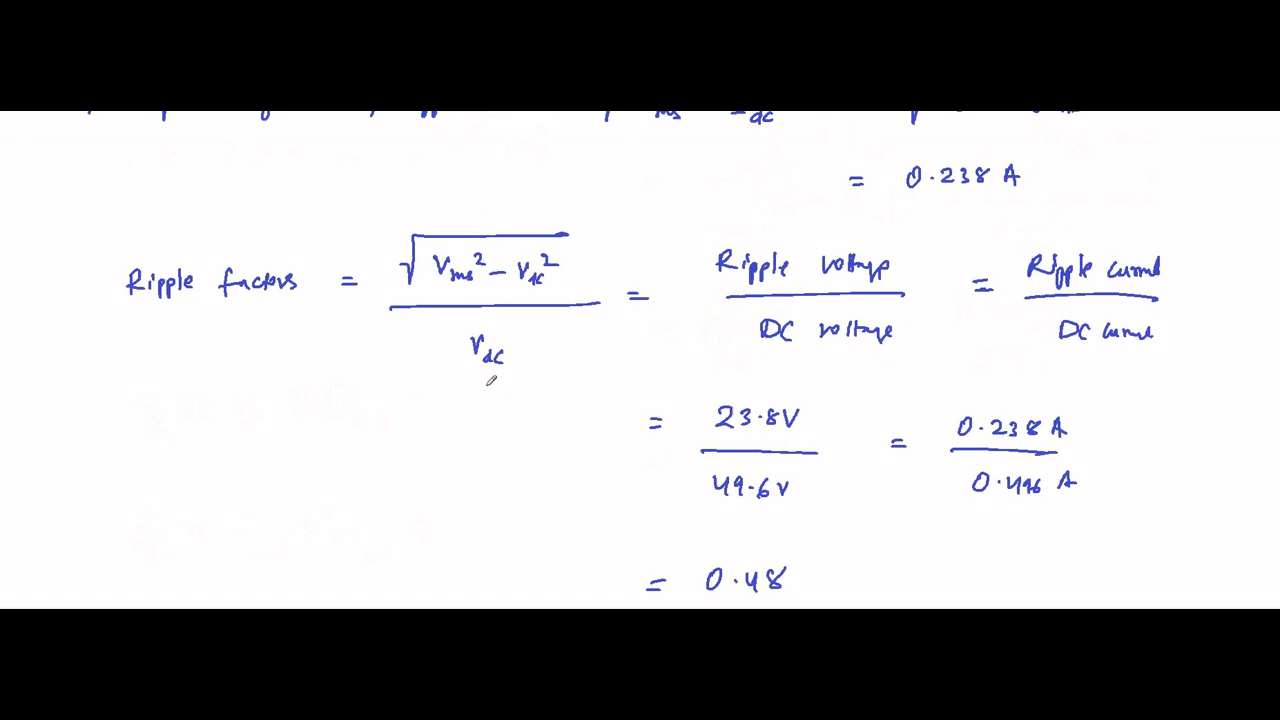 = 0.238 A
Ripple factors = √(Vrms² − Vdc²) / Vdc = Ripple voltage / DC voltage = Ripple current / DC current
= 23.8V / 49.6V = 0.238 A / 0.496 A
= 0.48